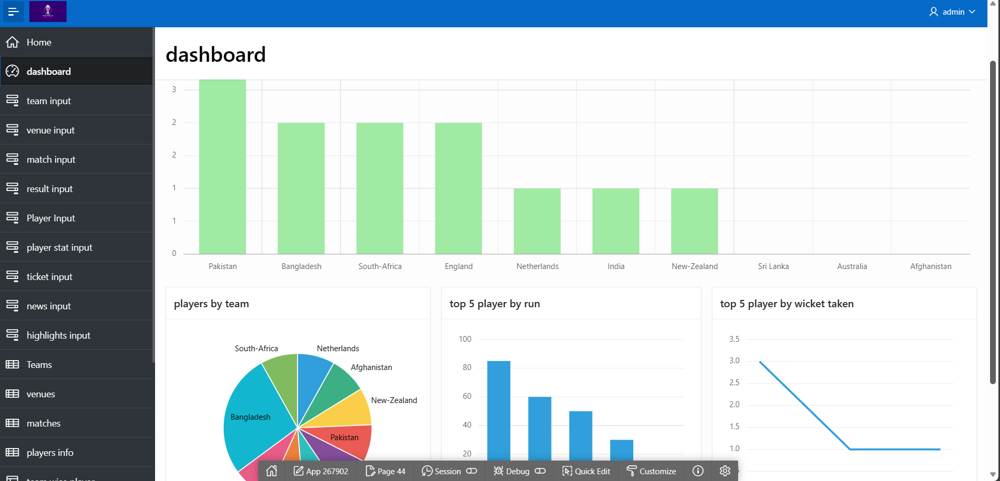 admin
Home
dashboard
team input
venue input
match input
result input
Player Input
player stat input
ticket input
news input
highlights input
Teams
venues
matches
players info
team wise player
dashboard
3
2
2
1
1
0
Pakistan
Bangladesh
South-Africa
England
Netherlands
India
New-Zealand
Sri Lanka
Australia
Afghanistan
players by team
South-Africa
Netherlands
Afghanistan
New-Zealand
Bangladesh
Pakistan
top 5 player by run
100
80
60
40
20
top 5 player by wicket taken
3.5
3.0
2.5
2.0
1.5
1.0
App 267902
Page 44
Session
Debug
Quick Edit
Customize